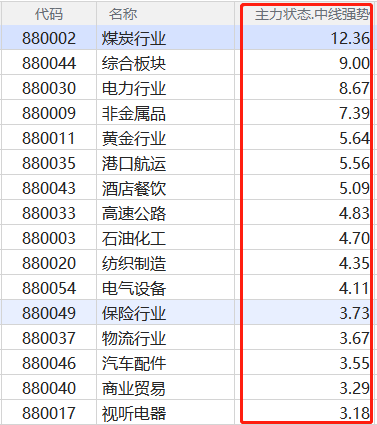 代码 名称 主力状态.中线强势
880002 煤炭行业 12.36
880044 综合板块 9.00
880030 电力行业 8.67
880009 非金属品 7.39
880011 黄金行业 5.64
880035 港口航运 5.56
880043 酒店餐饮 5.09
880033 高速公路 4.83
880003 石油化工 4.70
880020 纺织制造 4.35
880054 电气设备 4.11
880049 保险行业 3.73
880037 物流行业 3.67
880046 汽车配件 3.55
880040 商业贸易 3.29
880017 视听电器 3.18